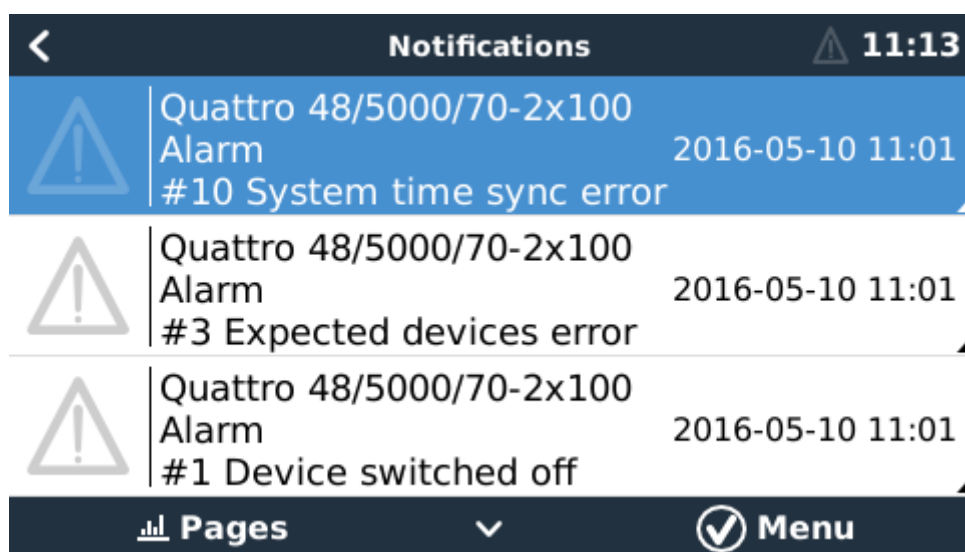 Notifications
11:13
Quattro 48/5000/70-2x100
Alarm
2016-05-10 11:01
#10 System time sync error
Quattro 48/5000/70-2x100
Alarm
2016-05-10 11:01
#3 Expected devices error
Quattro 48/5000/70-2x100
Alarm
2016-05-10 11:01
#1 Device switched off
Pages
Menu